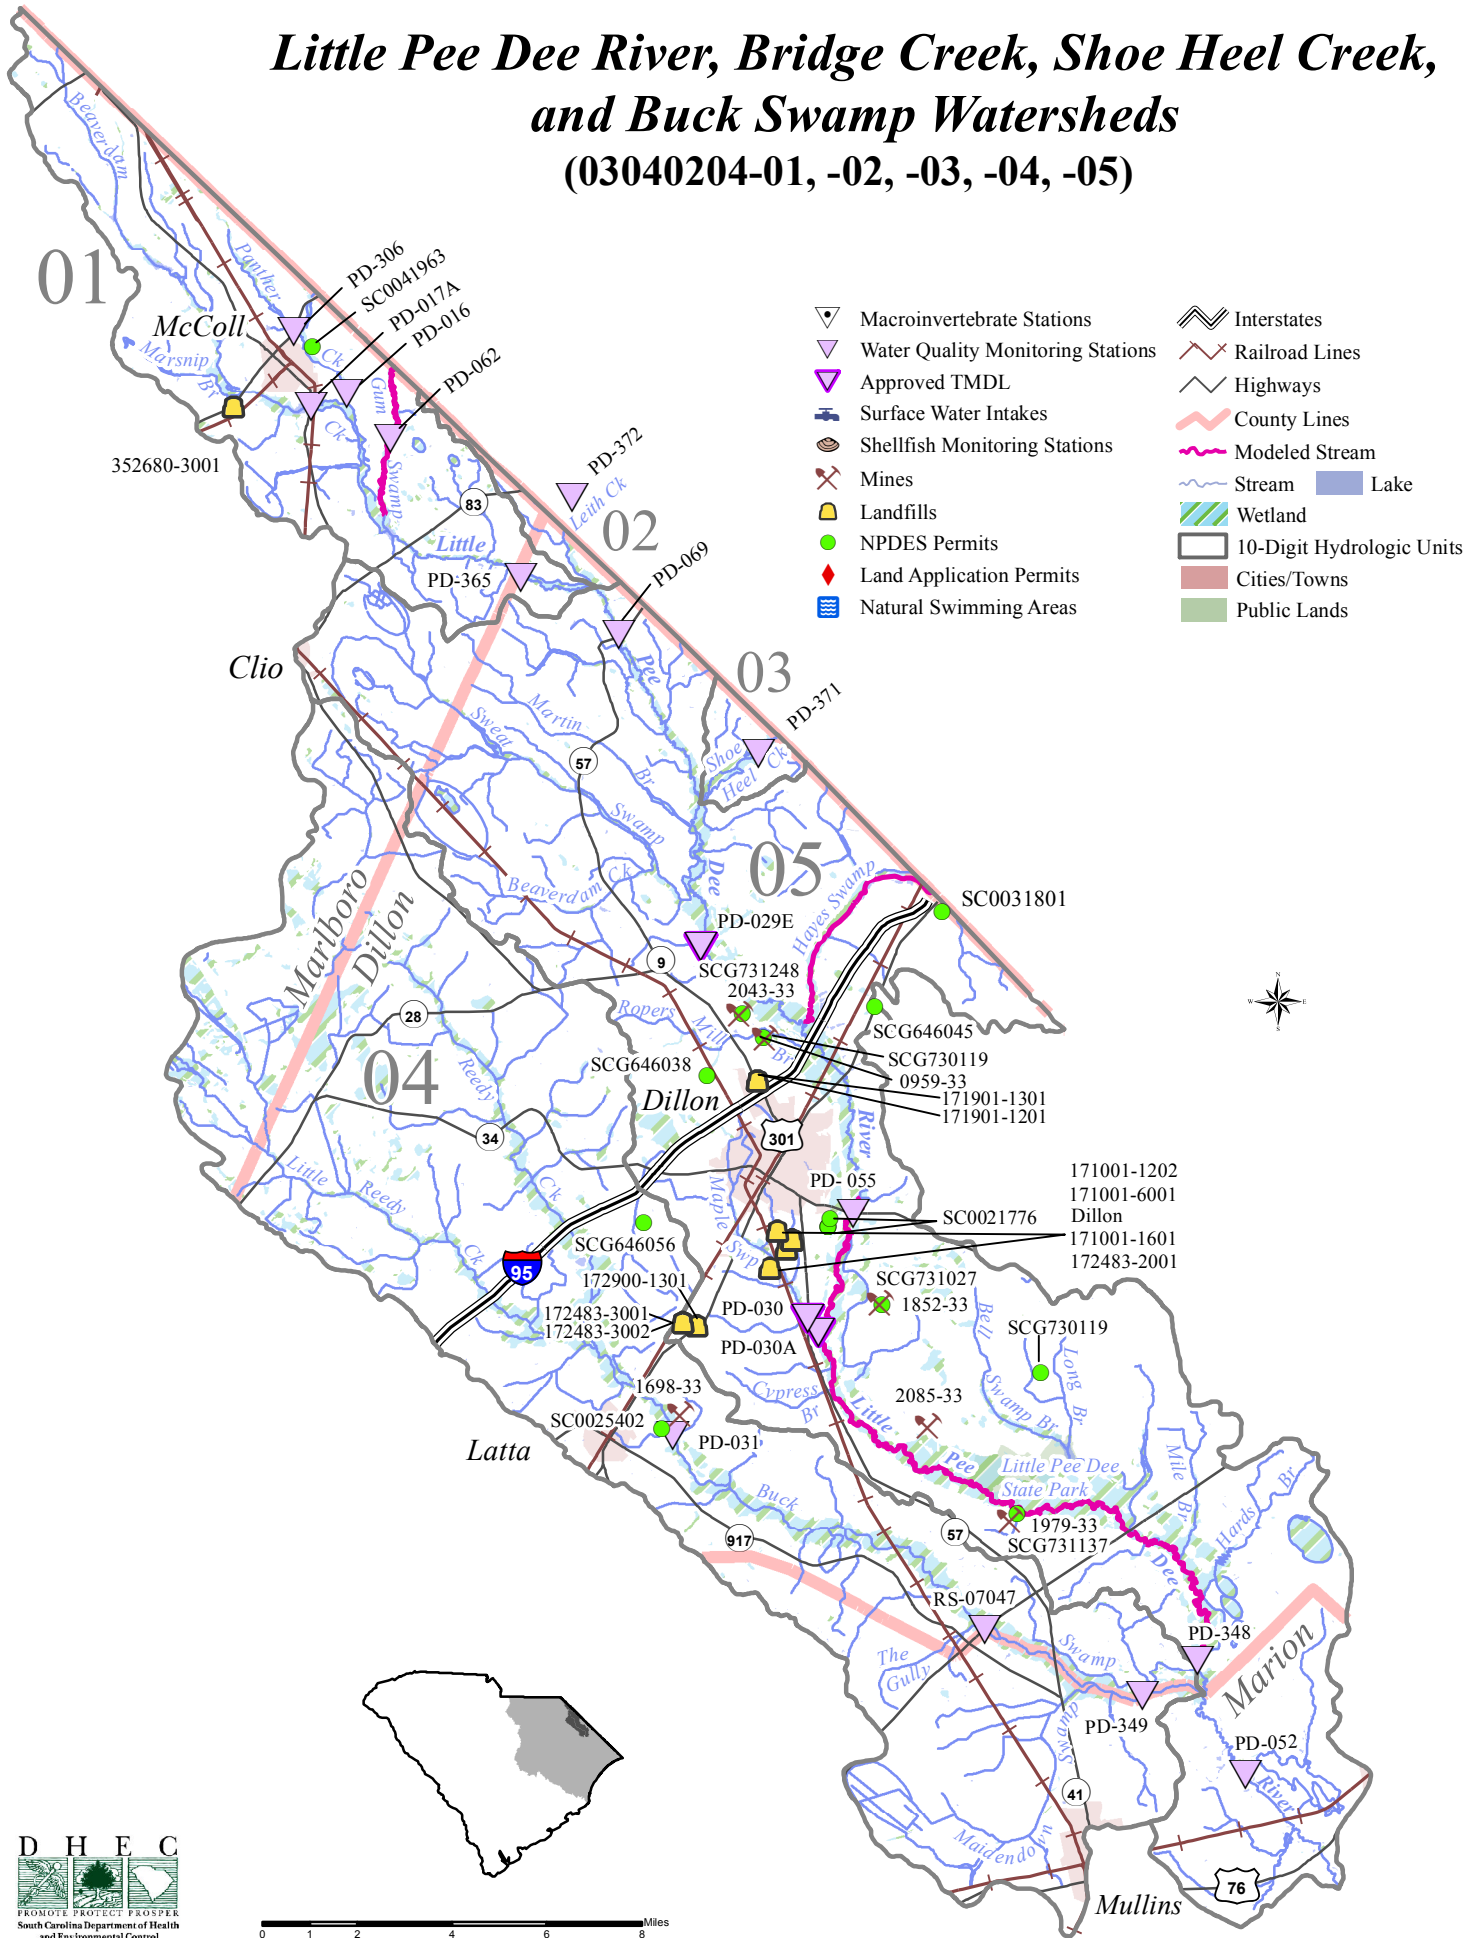 Little Pee Dee River, Bridge Creek, Shoe Heel Creek,
and Buck Swamp Watersheds
(03040204-01, -02, -03, -04, -05)
Macroinvertebrate Stations
Water Quality Monitoring Stations
Approved TMDL
Surface Water Intakes
Shellfish Monitoring Stations
Mines
Landfills
NPDES Permits
Land Application Permits
Natural Swimming Areas
Interstates
Railroad Lines
Highways
County Lines
Modeled Stream
Stream
Lake
Wetland
10-Digit Hydrologic Units
Cities/Towns
Public Lands
Beaverdam
01
Panther
Ck
PD-306
SC0041963
PD-017A
PD-016
PD-062
McColl
Marsnip
Br
Ck
Gum
Swamp
352680-3001
83
PD-372
Leith Ck
02
Little
PD-365
PD-069
Clio
Pee
03
PD-371
Martin
Br
Sweat
Swamp
57
Shoe
Heel Ck
Dee
05
Beaverdam Ck
Hayes Swamp
SC0031801
Marlboro
Dillon
PD-029E
9
SCG731248
2043-33
Ropers
Mill
Br
28
SCG646045
SCG730119
0959-33
171901-1301
171901-1201
04
Reedy
Ck
SCG646038
Dillon
301
River
34
Little
Reedy
Ck
Maple
Swp
PD- 055
SC0021776
171001-1202
171001-6001
Dillon
171001-1601
172483-2001
SCG646056
95
172900-1301
172483-3001
172483-3002
PD-030
PD-030A
SCG731027
1852-33
Bell
Swamp Br
SCG730119
Long
Br
Cypress
Br
1698-33
SC0025402
PD-031
Latta
2085-33
Little
Pee
Little Pee Dee
State Park
Mile
Br
Hards
Br
Buck
917
57
1979-33
SCG731137
Dee
RS-07047
The
Gully
Swamp
PD-348
Marion
PD-349
PD-052
River
Swamp
41
Maidendown
76
Mullins
N
W
E
S
D H E C
PROMOTE PROTECT PROSPER
South Carolina Department of Health
and Environmental Control
Miles
0 1 2 4 6 8